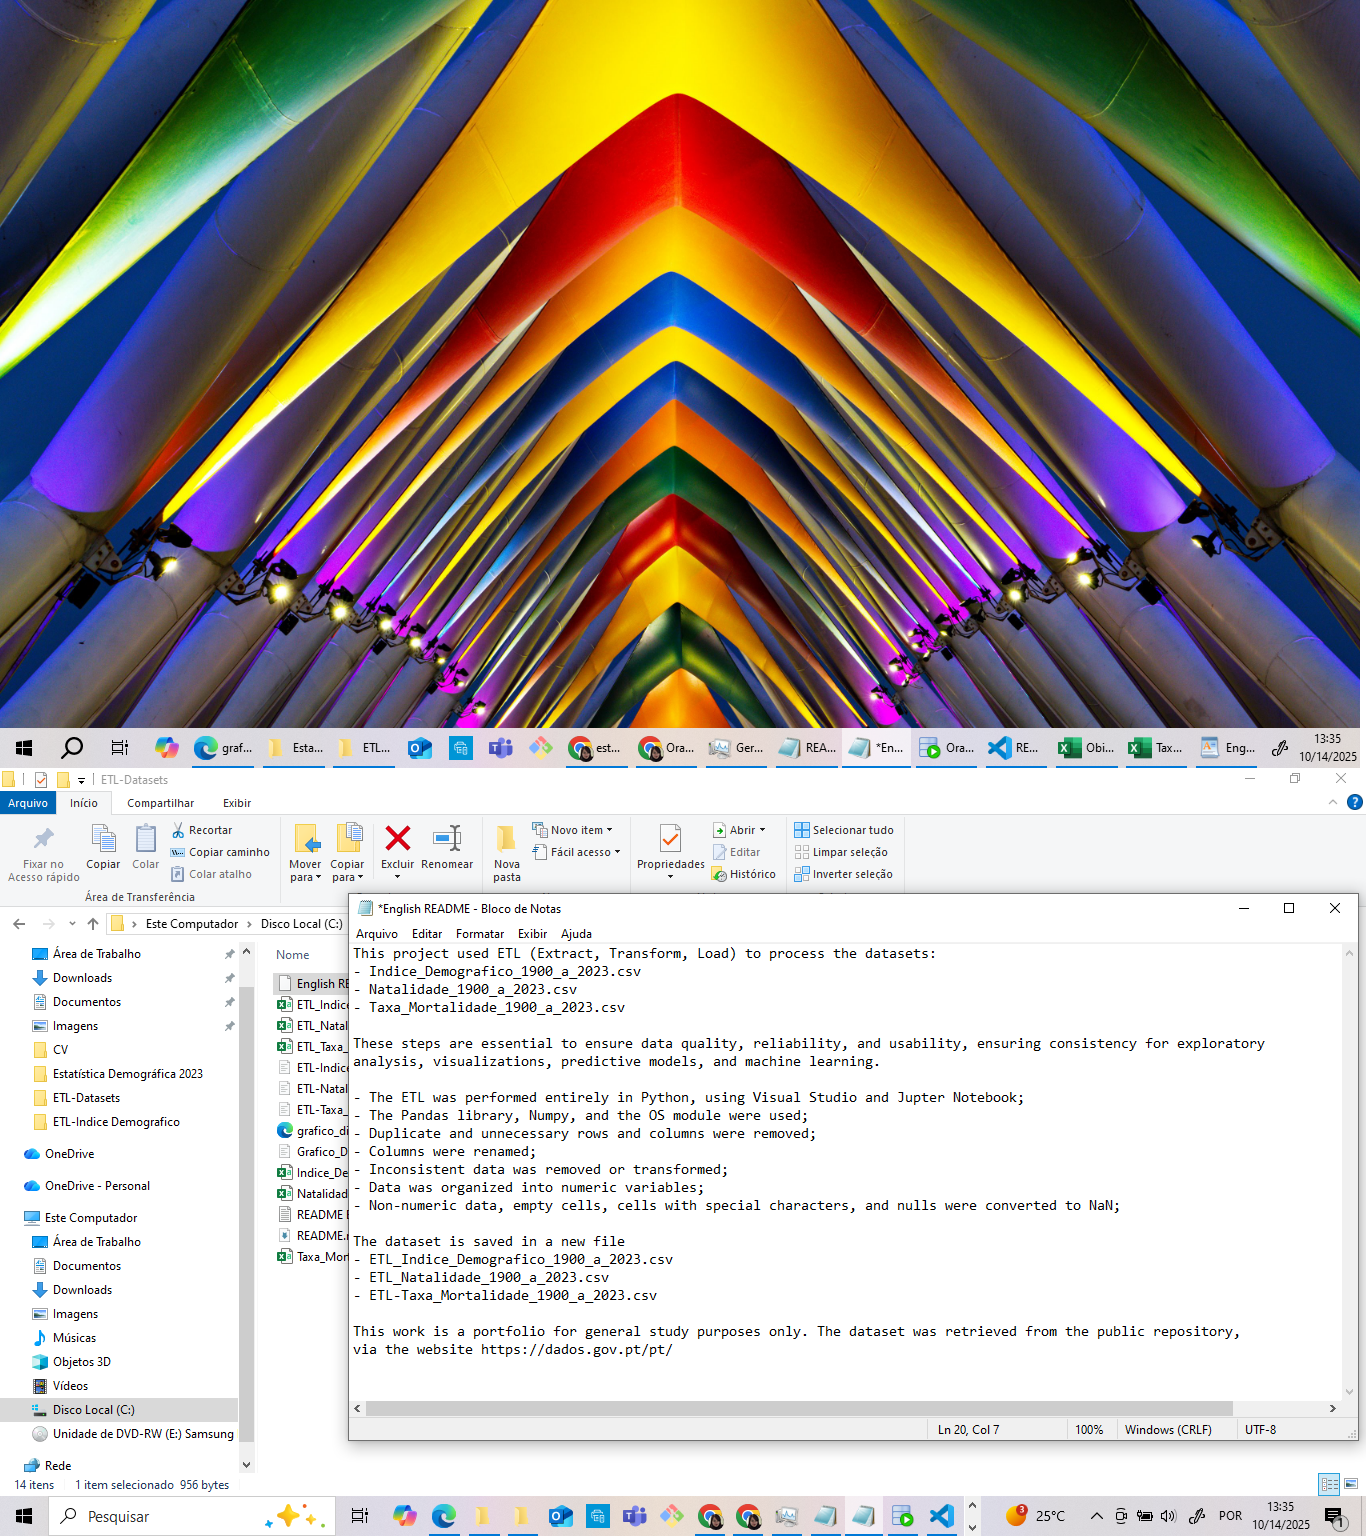 graf...
Esta...
ETL...
est...
Ora...
Ger...
REA...
*En...
Ora...
RE...
Obi...
Tax...
Eng...
13:35
10/14/2025
ETL-Datasets
Arquivo
Início
Compartilhar
Exibir
Fixar no
Acesso rápido
Copiar
Colar
Recortar
Copiar caminho
Colar atalho
Área de Transferência
Mover
para
Copiar
para
Excluir
Renomear
Nova
pasta
Novo item
Fácil acesso
Propriedades
Abrir
Editar
Histórico
Selecionar tudo
Limpar seleção
Inverter seleção
Este Computador
Disco Local (C:)
Área de Trabalho
Downloads
Documentos
Imagens
CV
Estatística Demográfica 2023
ETL-Datasets
ETL-Indice Demografico
OneDrive
OneDrive - Personal
Este Computador
Área de Trabalho
Documentos
Downloads
Imagens
Músicas
Objetos 3D
Vídeos
Disco Local (C:)
Unidade de DVD-RW (E:) Samsung
Rede
Nome
English RE
ETL_Indice
ETL_Natal
ETL_Taxa_
ETL-Indice
ETL-Natal
ETL-Taxa_
grafico_di
Grafico_D
Indice_De
Natalidad
README E
README.r
Taxa_Mort
*English README - Bloco de Notas
Arquivo Editar Formatar Exibir Ajuda
This project used ETL (Extract, Transform, Load) to process the datasets:
- Indice_Demografico_1900_a_2023.csv
- Natalidade_1900_a_2023.csv
- Taxa_Mortalidade_1900_a_2023.csv
These steps are essential to ensure data quality, reliability, and usability, ensuring consistency for exploratory
analysis, visualizations, predictive models, and machine learning.
- The ETL was performed entirely in Python, using Visual Studio and Jupter Notebook;
- The Pandas library, Numpy, and the OS module were used;
- Duplicate and unnecessary rows and columns were removed;
- Columns were renamed;
- Inconsistent data was removed or transformed;
- Data was organized into numeric variables;
- Non-numeric data, empty cells, cells with special characters, and nulls were converted to NaN;
The dataset is saved in a new file
- ETL_Indice_Demografico_1900_a_2023.csv
- ETL_Natalidade_1900_a_2023.csv
- ETL-Taxa_Mortalidade_1900_a_2023.csv
This work is a portfolio for general study purposes only. The dataset was retrieved from the public repository,
via the website https://dados.gov.pt/pt/
Ln 20, Col 7
100%
Windows (CRLF)
UTF-8
14 itens
1 item selecionado 956 bytes
Pesquisar
3
25°C
POR
13:35
10/14/2025
1